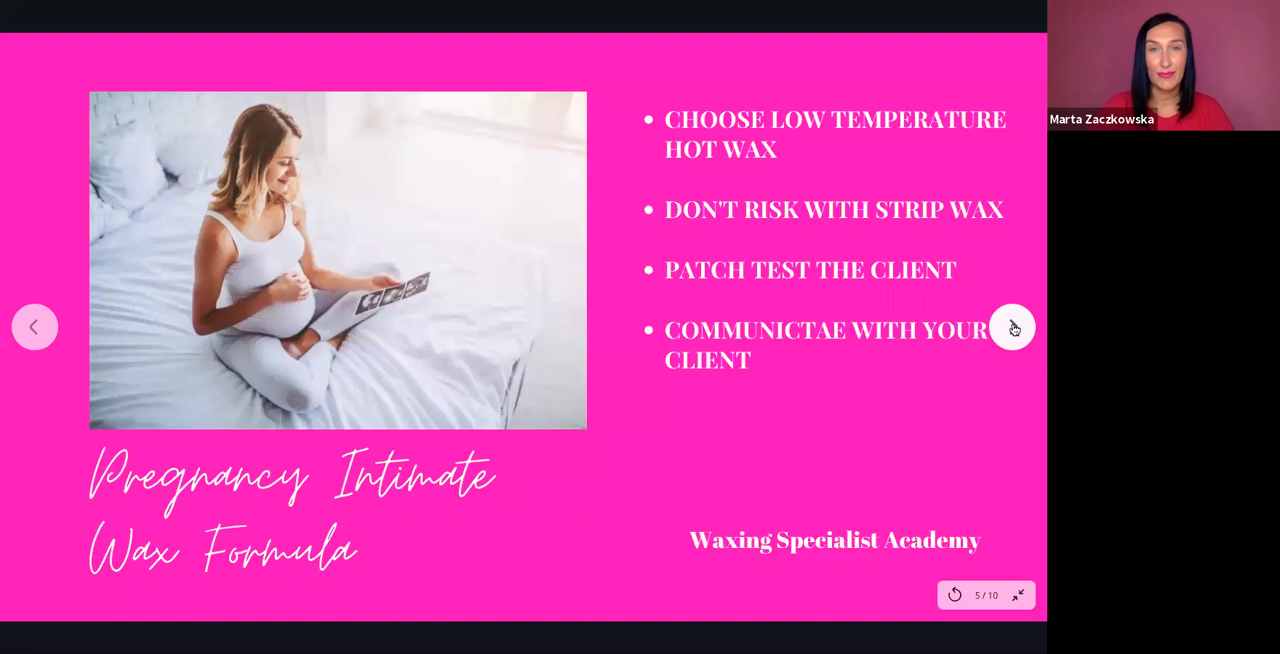 CHOOSE LOW TEMPERATURE
HOT WAX
DON'T RISK WITH STRIP WAX
PATCH TEST THE CLIENT
COMMUNICTAE WITH YOUR
CLIENT
Pregnancy Intimate
Wax Formula
Waxing Specialist Academy
5 / 10
Marta Zaczkowska